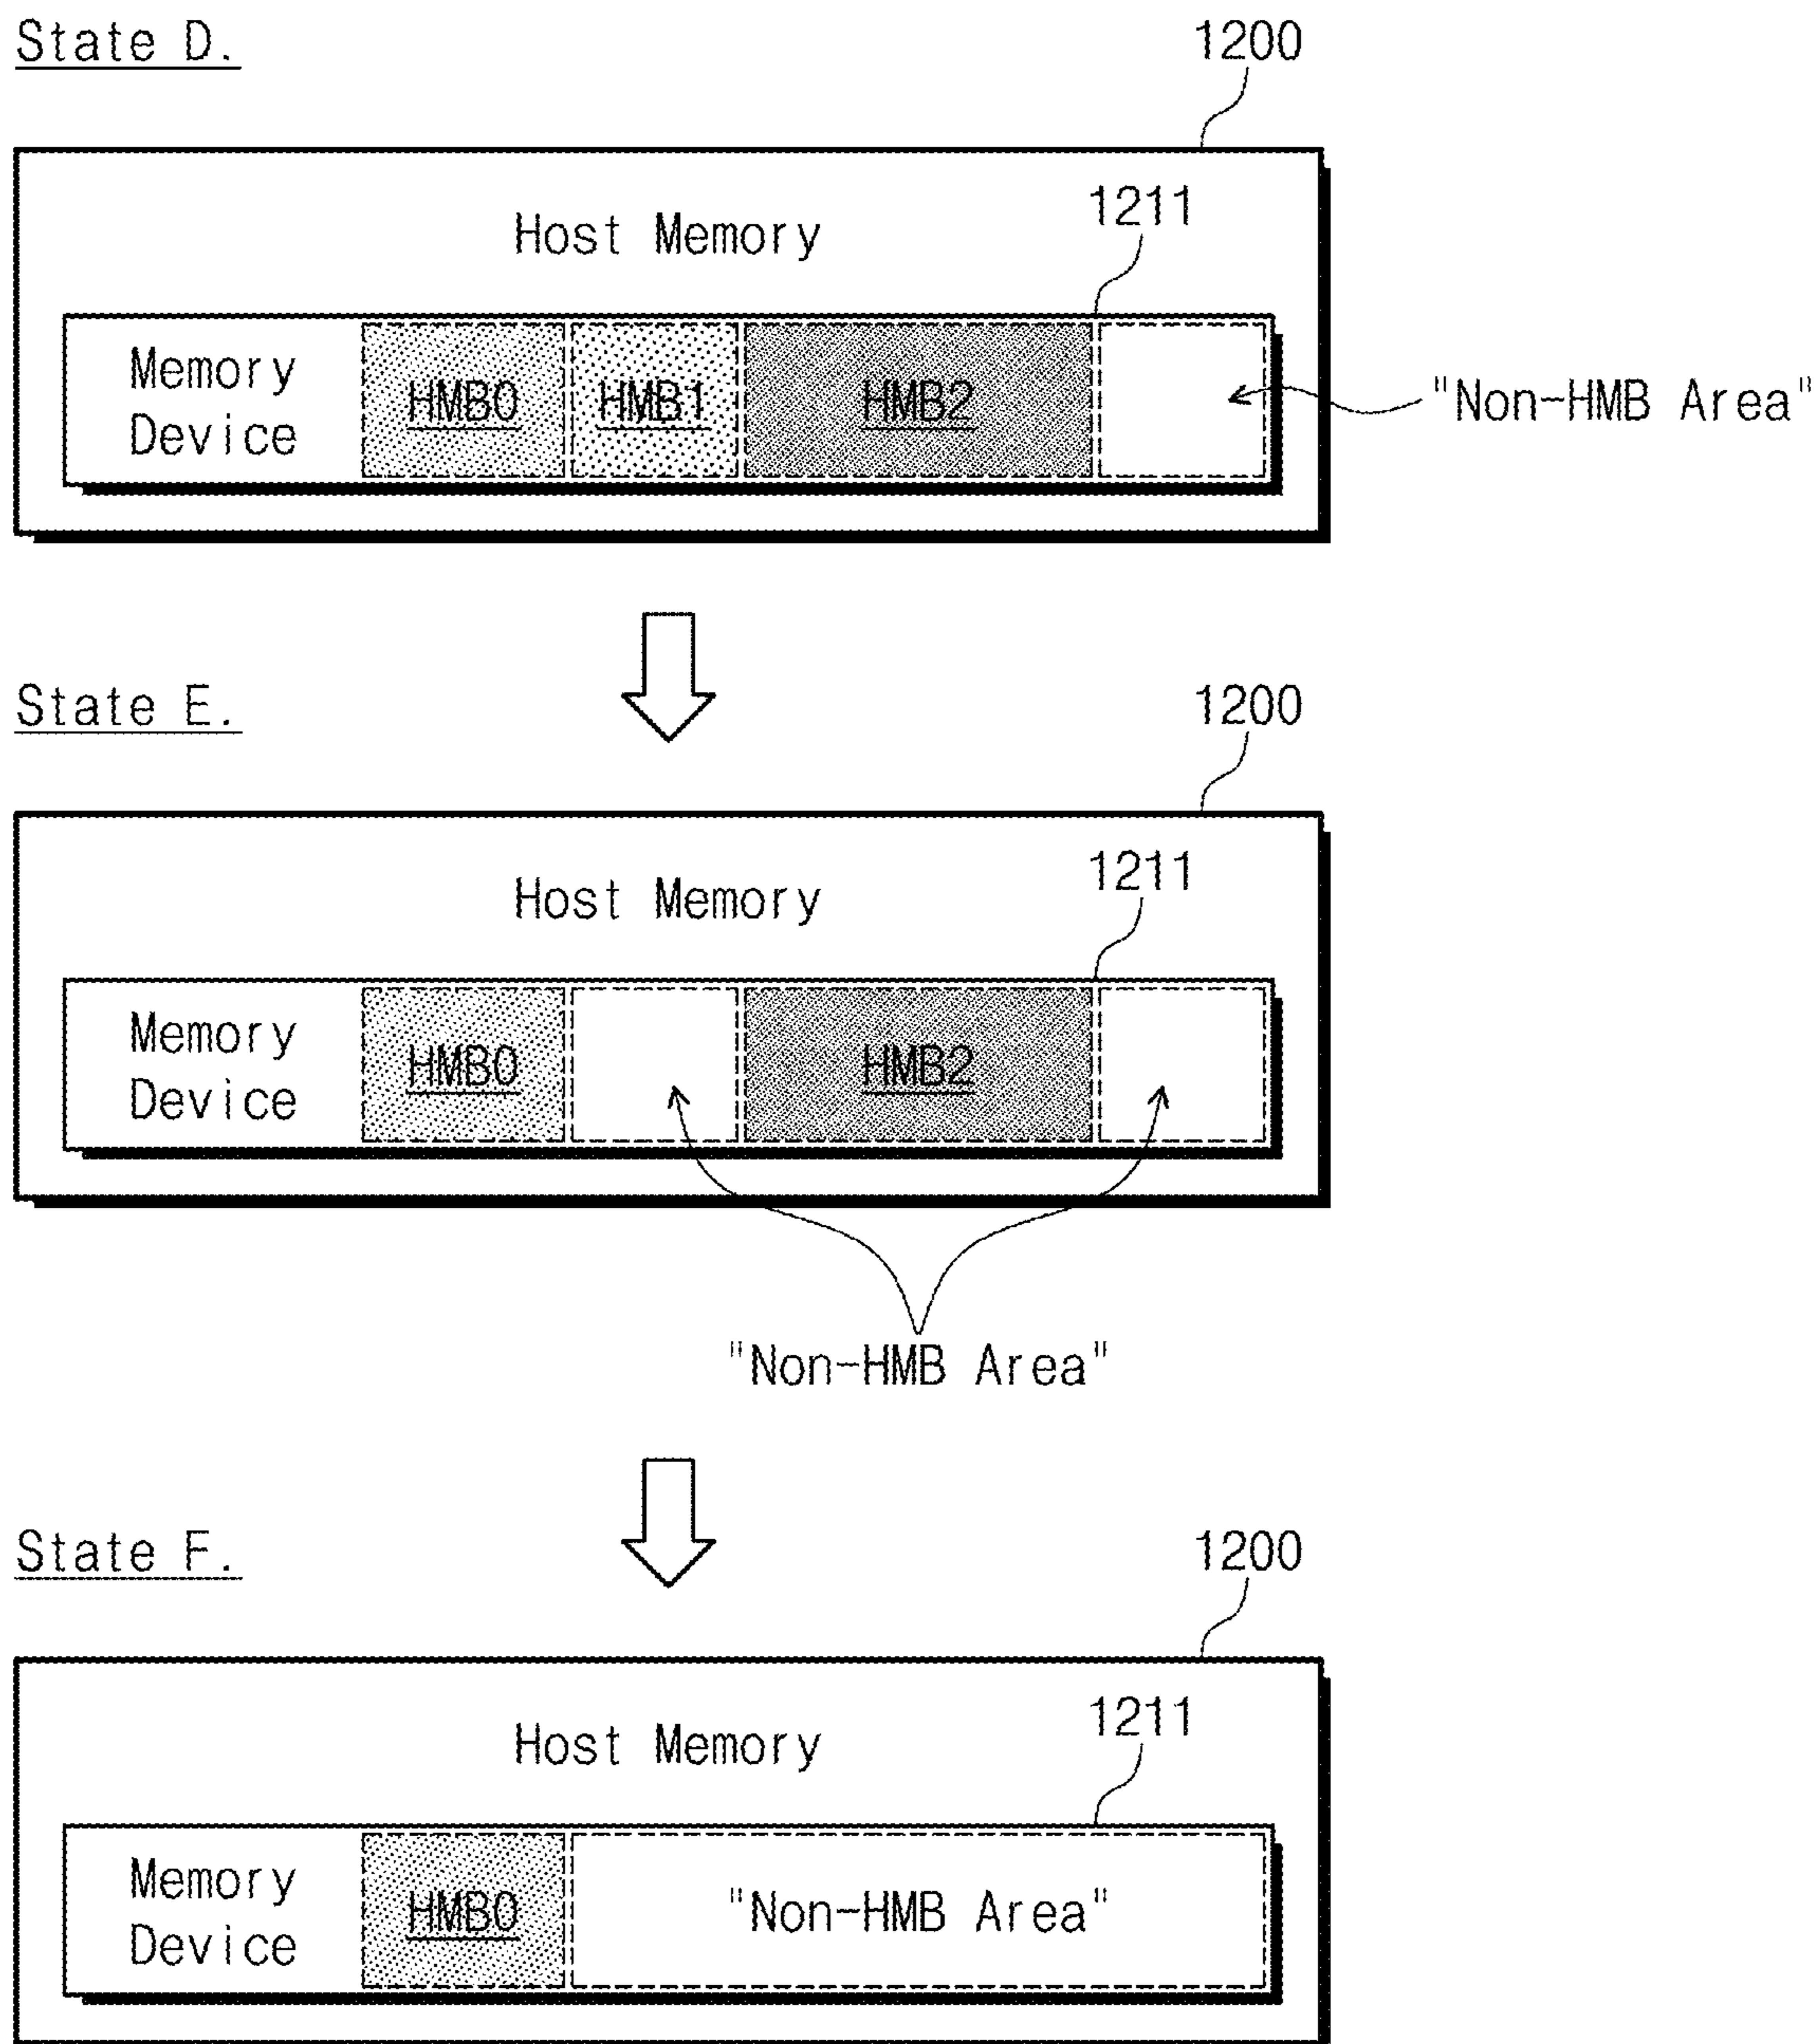 State D.
1200
Host Memory
1211
Memory
Device
HMB0
HMB1
HMB2
"Non-HMB Area"
State E.
1200
Host Memory
1211
Memory
Device
HMB0
HMB2
"Non-HMB Area"
State F.
1200
Host Memory
1211
Memory
Device
HMB0
"Non-HMB Area"